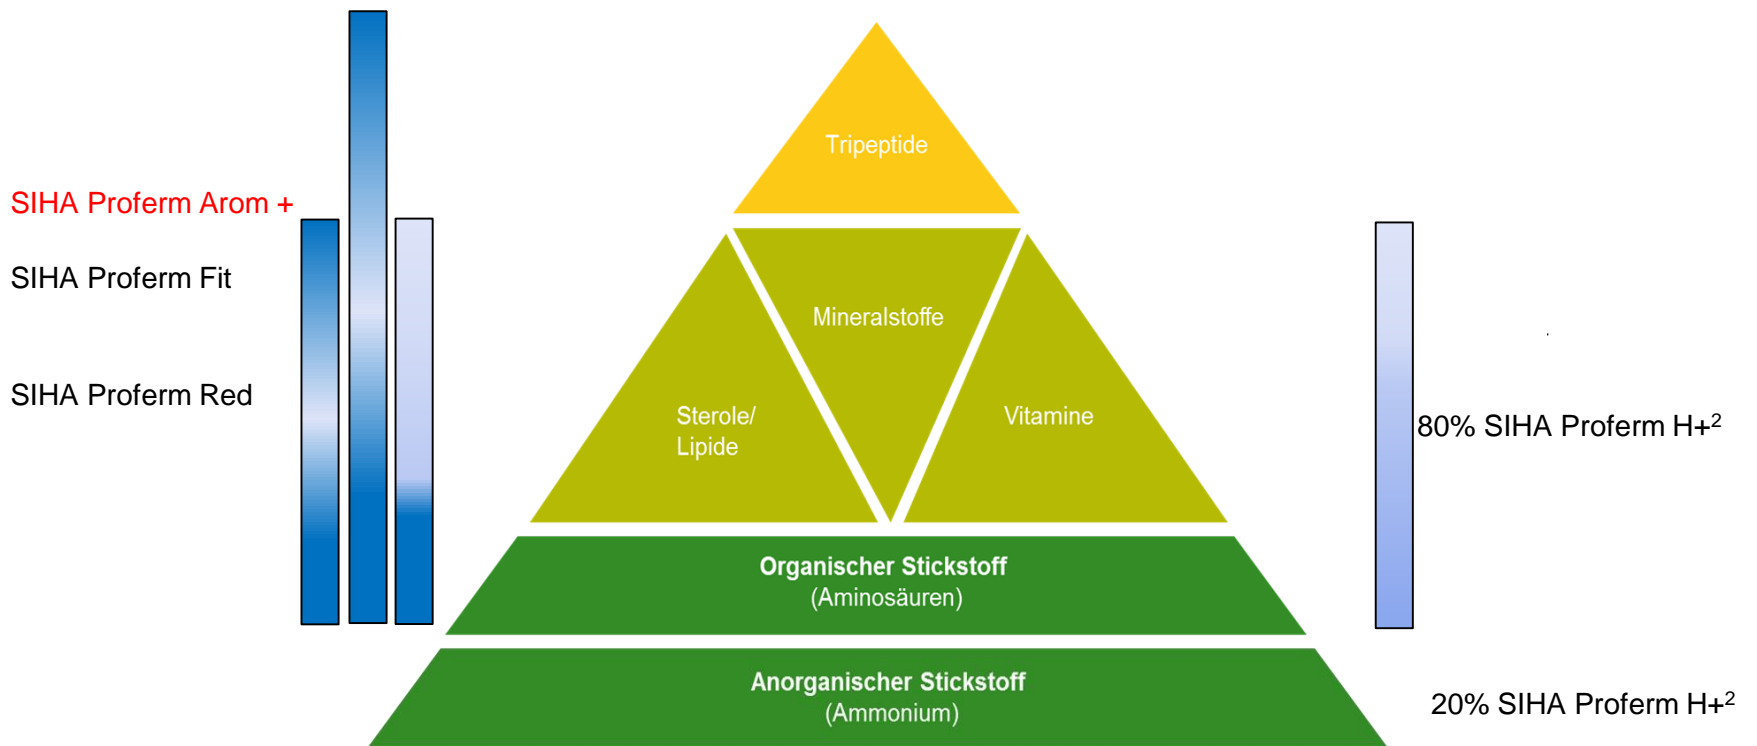 SIHA Proferm Arom +
SIHA Proferm Fit
SIHA Proferm Red
Tripeptide
Mineralstoffe
Sterole/
Lipide
Vitamine
Organischer Stickstoff
(Aminosäuren)
Anorganischer Stickstoff
(Ammonium)
80% SIHA Proferm H+²
20% SIHA Proferm H+²